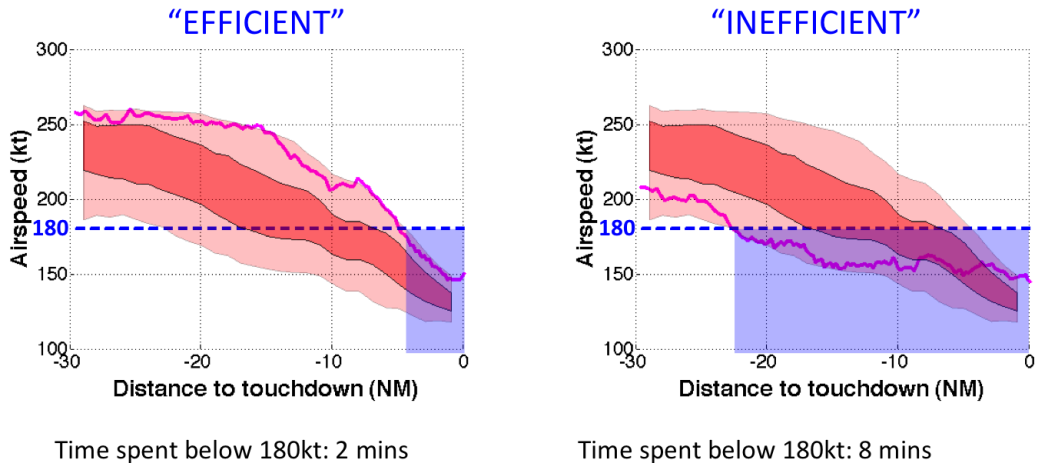 “EFFICIENT”
300
250
200
180
150
100
Airspeed (kt)
-30
-20
-10
0
Distance to touchdown (NM)
Time spent below 180kt: 2 mins
“INEFFICIENT”
300
250
200
180
150
100
Airspeed (kt)
-30
-20
-10
0
Distance to touchdown (NM)
Time spent below 180kt: 8 mins